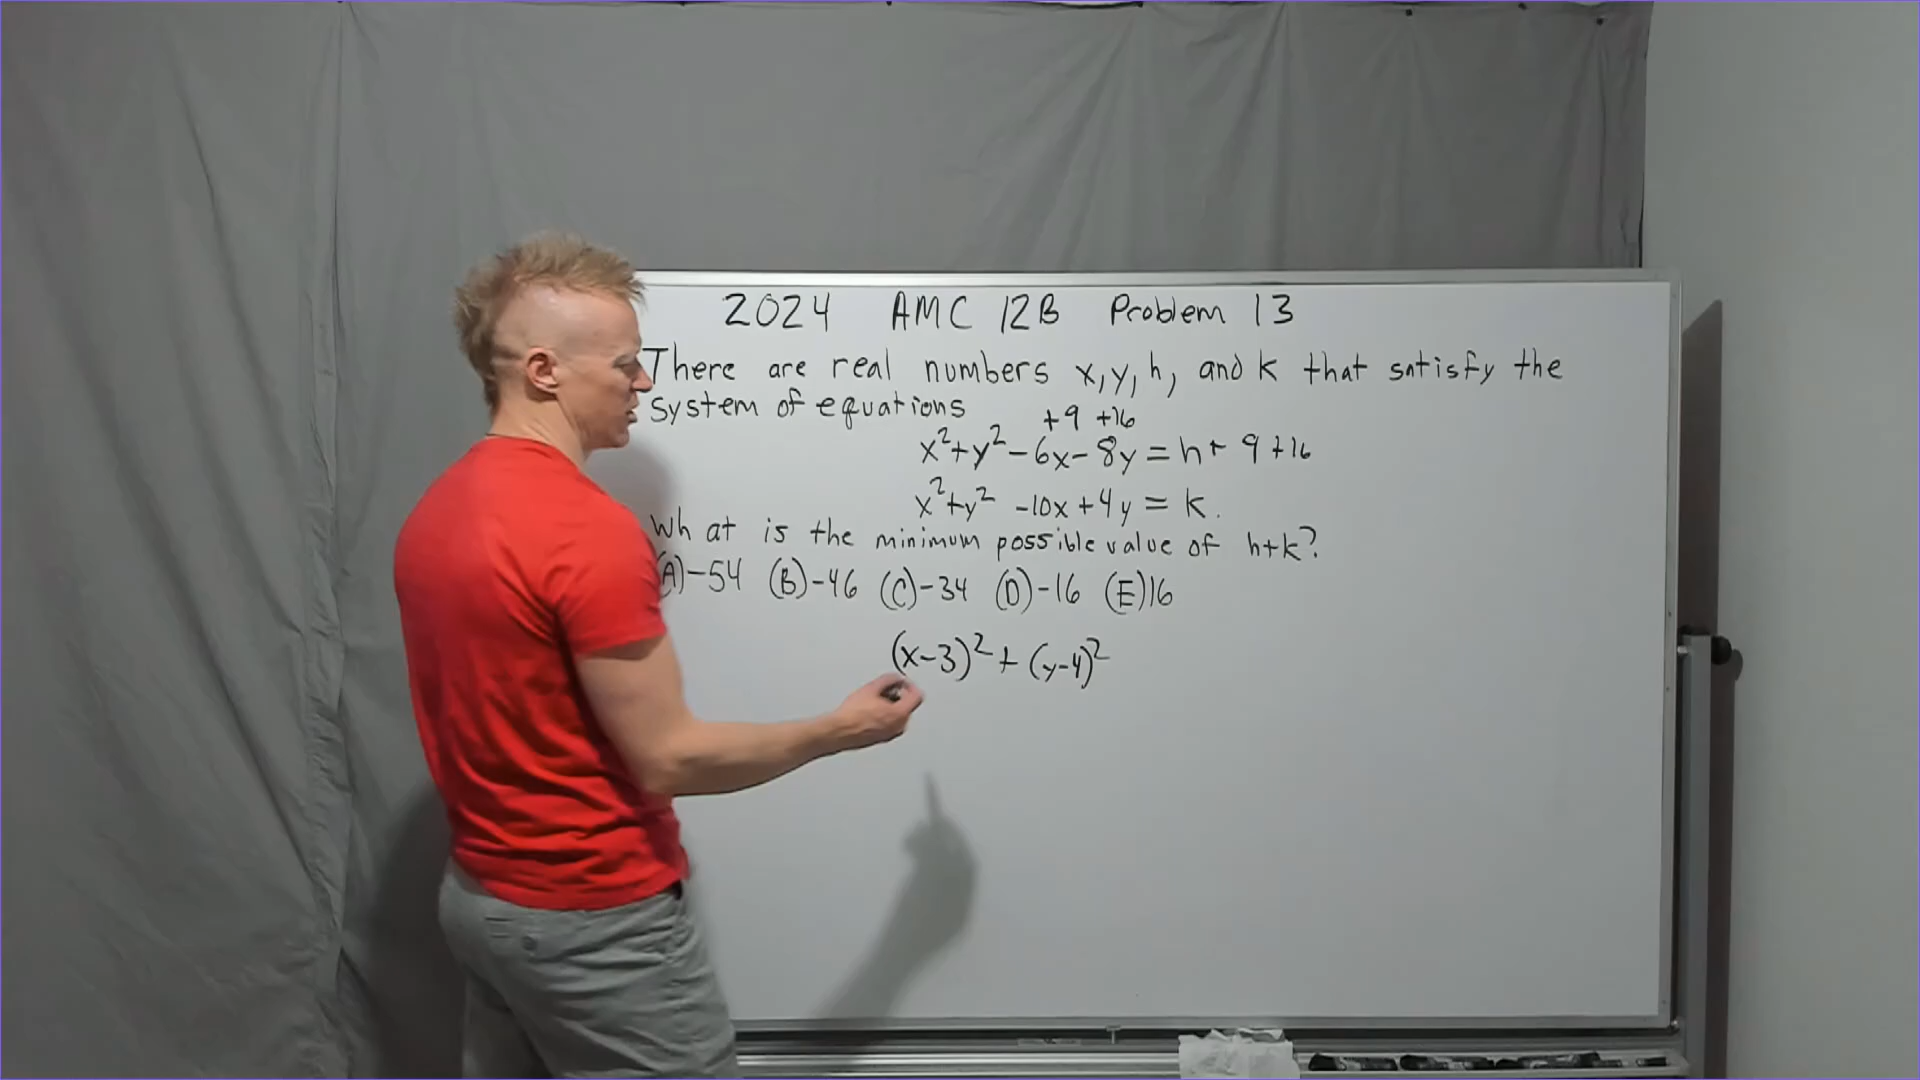 2024 AMC 12B Problem 13
There are real numbers x, y, h, and k that satisfy the
system of equations
+9 +16
x²+y²-6x-8y=h+9+16
x²+y² -10x+4y=k.
What is the minimum possible value of h+k?
(A)-54 (B)-46 (C)-34 (D)-16 (E)16
(x-3)²+(y-4)²